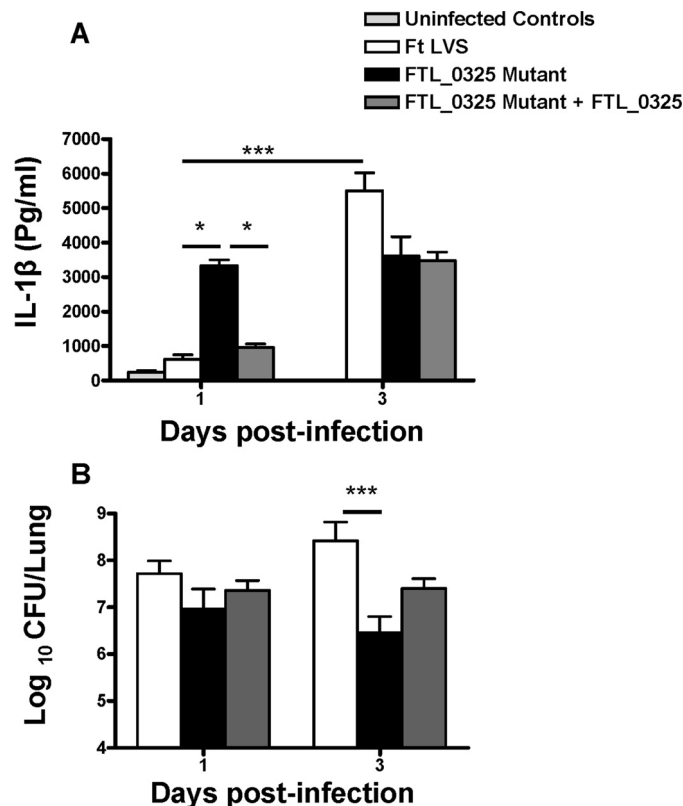 A
Uninfected Controls
Ft LVS
FTL_0325 Mutant
FTL_0325 Mutant + FTL_0325
IL-1β (Pg/ml)
7000
6000
5000
4000
3000
2000
1000
0
***
* *
1 3
Days post-infection
B
Log 10 CFU/Lung
9
8
7
6
5
4
***
1 3
Days post-infection